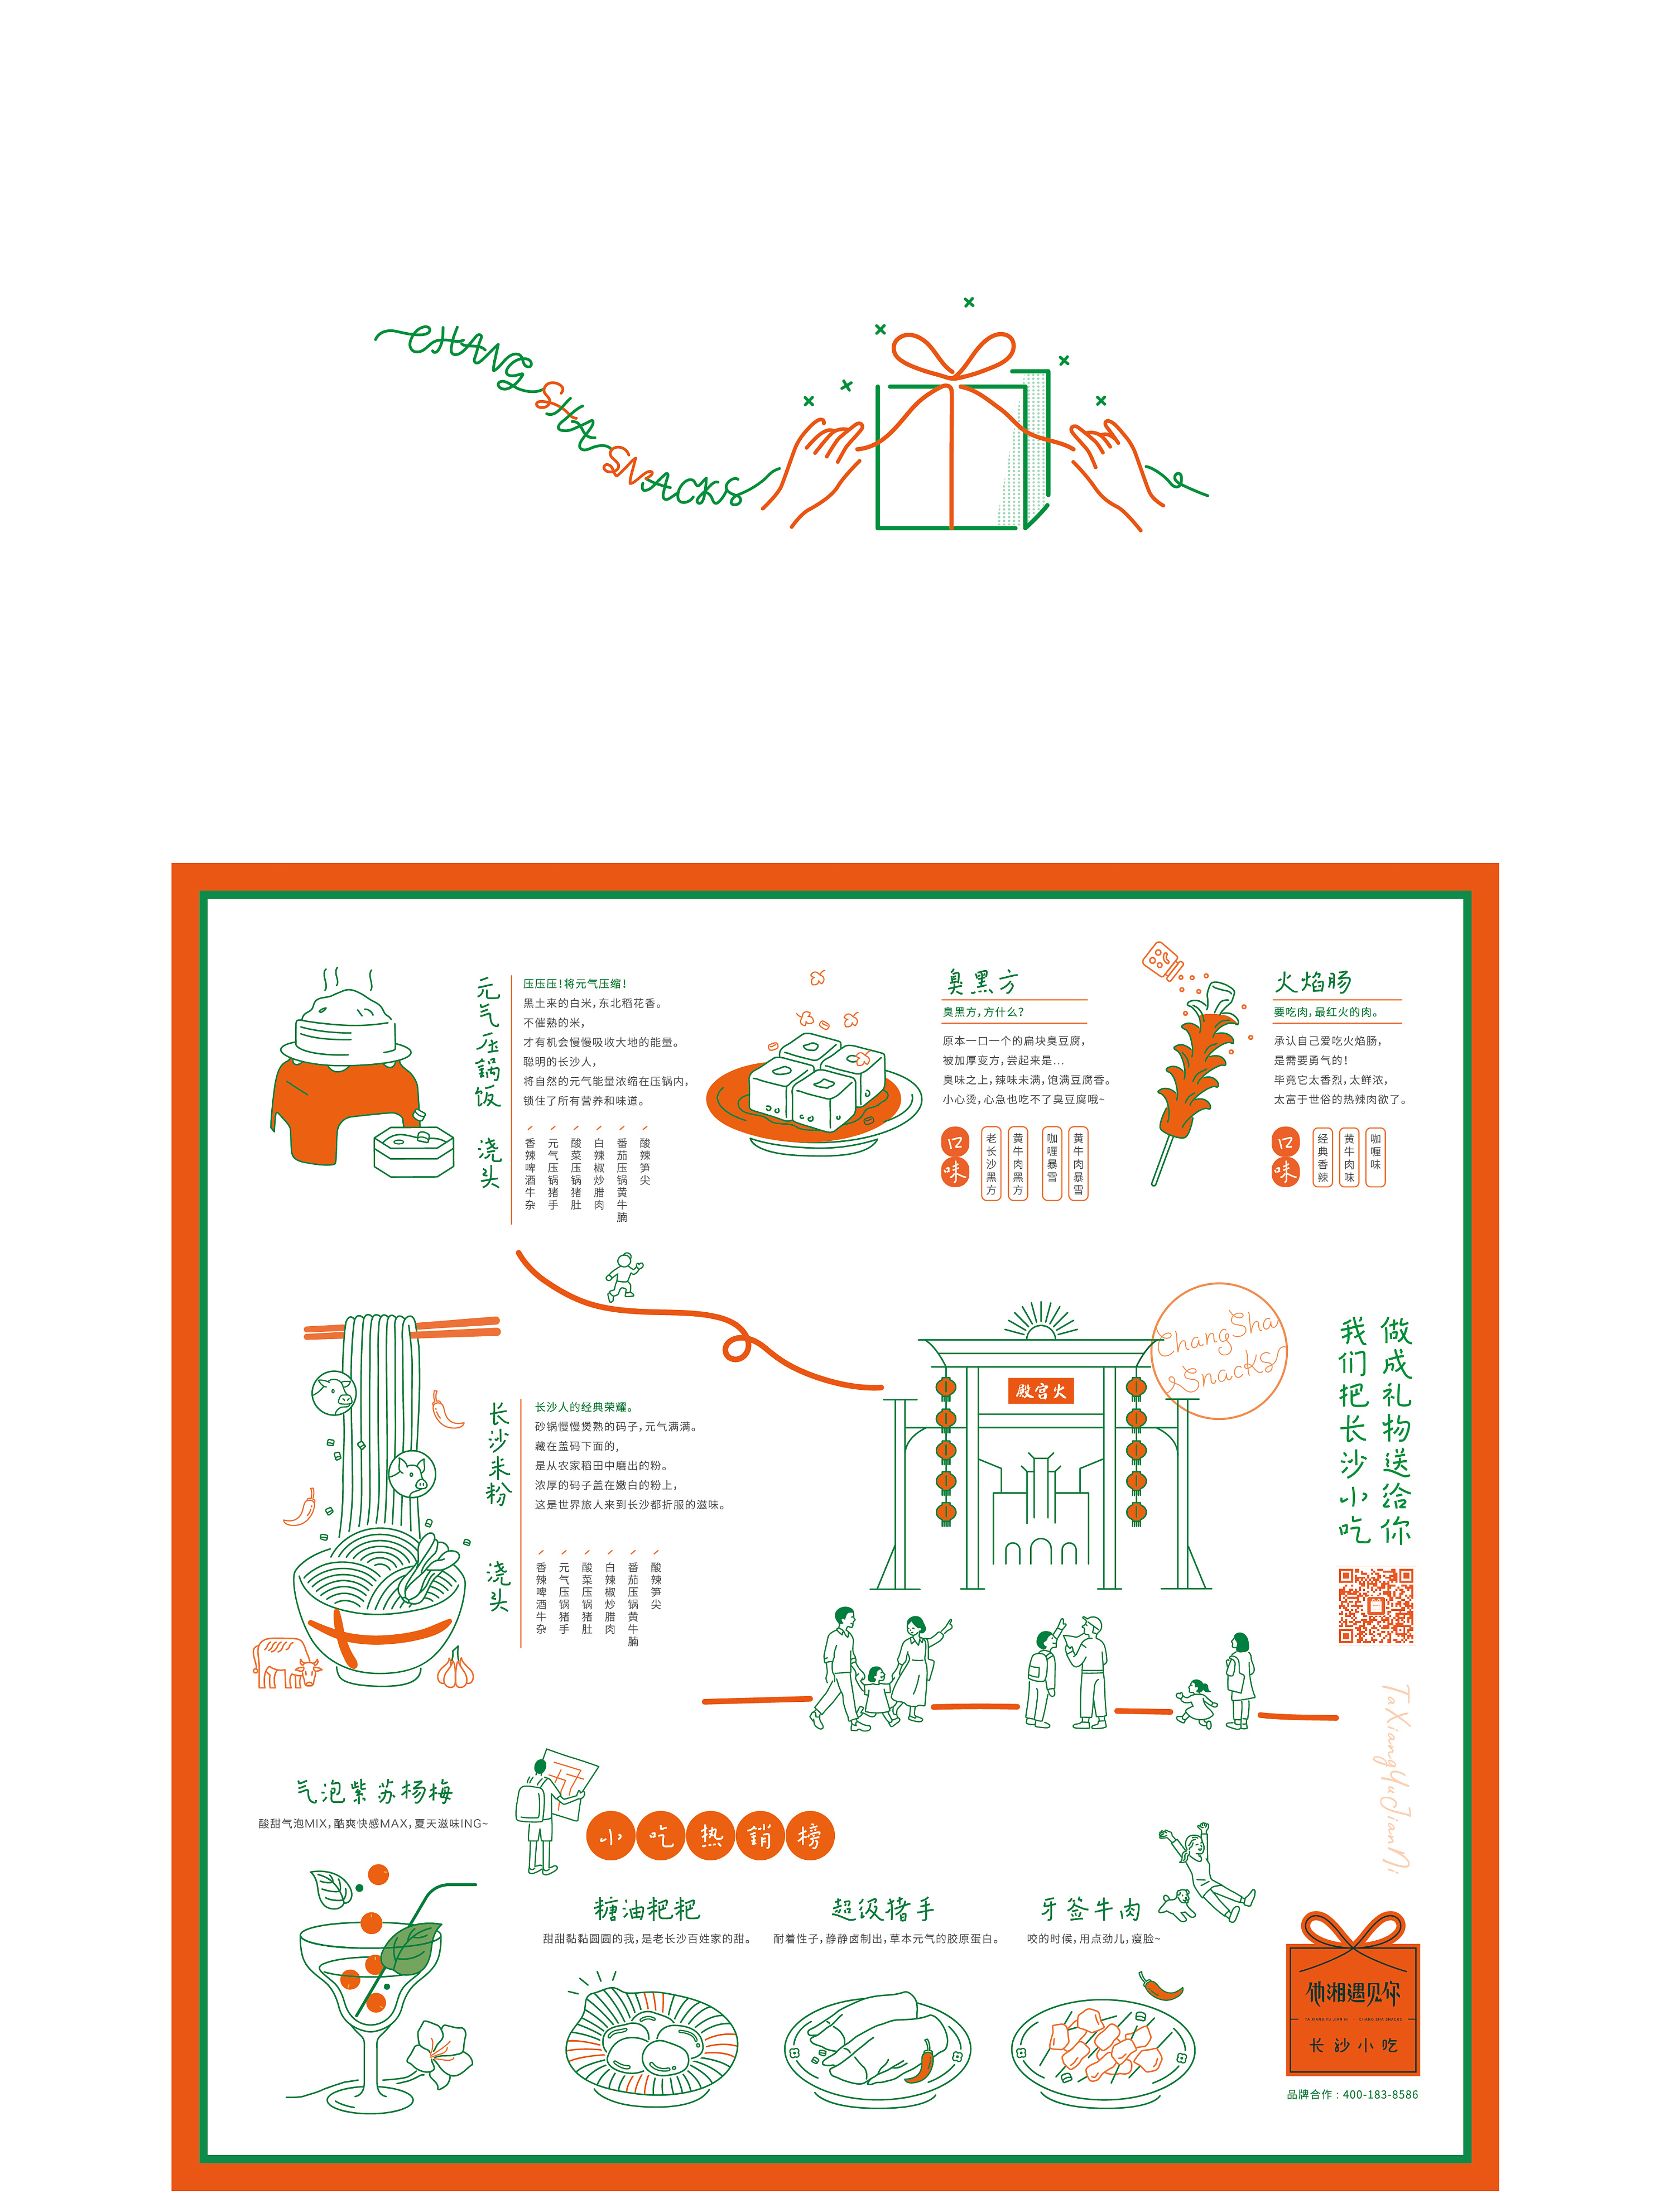 CHANG SHA SNACKS
元气压锅饭
压压压!将元气压缩!
黑土来的白米,东北稻花香。
不催熟的米,
才有机会慢慢吸收大地的能量。
聪明的长沙人,
将自然的元气能量浓缩在压锅内,
锁住了所有营养和味道。
浇头
香辣啤酒牛杂
元气压锅猪手
酸菜压锅猪肚
白辣椒炒腊肉
番茄压锅黄牛腩
酸辣笋尖
臭黑方
臭黑方,方什么?
原本一口一个的扁块臭豆腐,
被加厚变方,尝起来是...
臭味之上,辣味未满,饱满豆腐香。
小心烫,心急也吃不了臭豆腐哦~
口味
老长沙黑方
黄牛肉黑方
咖喱暴雪
黄牛肉暴雪
火焰肠
要吃肉,最红火的肉。
承认自己爱吃火焰肠,
是需要勇气的!
毕竟它太香烈,太鲜浓,
太富于世俗的热辣肉欲了。
口味
经典香辣
黄牛肉味
咖喱味
长沙米粉
长沙人的经典荣耀。
砂锅慢慢煲熟的码子,元气满满。
藏在盖码下面的,
是从农家稻田中磨出的粉。
浓厚的码子盖在嫩白的粉上,
这是世界旅人来到长沙都折服的滋味。
浇头
香辣啤酒牛杂
元气压锅猪手
酸菜压锅猪肚
白辣椒炒腊肉
番茄压锅黄牛腩
酸辣笋尖
殿宫火
ChangSha
Snacks
我们把长沙小吃
做成礼物送给你
TaXiangYuJianNi
气泡紫苏杨梅
酸甜气泡MIX,酷爽快感MAX,夏天滋味ING~
小吃热銷榜
糖油粑粑
甜甜黏黏圆圆的我,是老长沙百姓家的甜。
超级猪手
耐着性子,静静卤制出,草本元气的胶原蛋白。
牙签牛肉
咬的时候,用点劲儿,瘦脸~
他湘遇见你
TA XIANG YU JIAN NI · CHANG SHA SNACKS
长沙小吃
品牌合作:400-183-8586